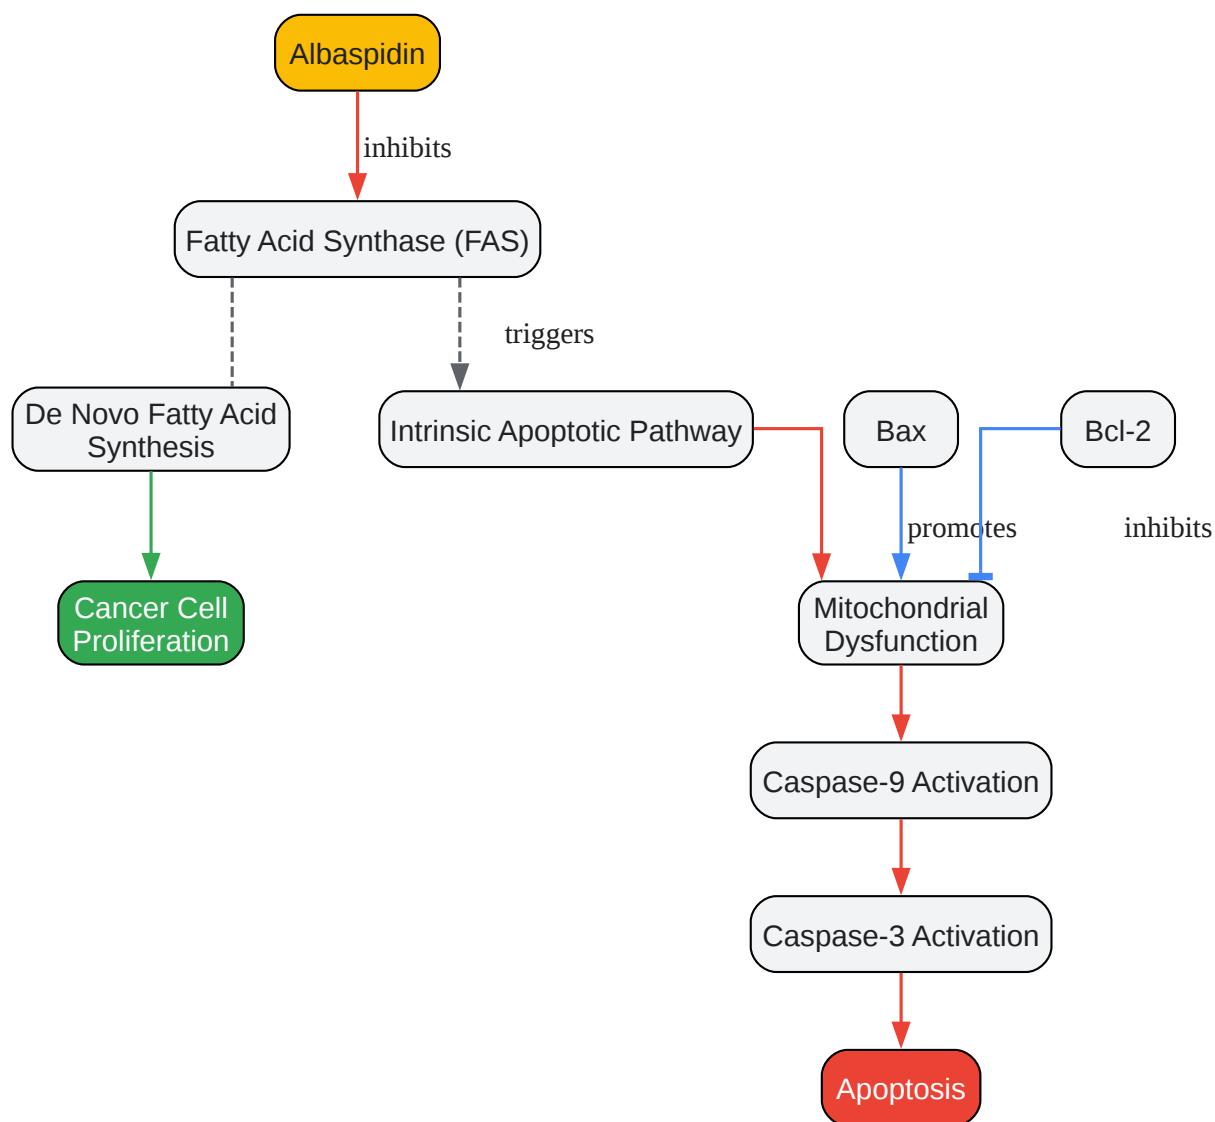 Albaspidin
inhibits
Fatty Acid Synthase (FAS)
triggers
De Novo Fatty Acid
Synthesis
Intrinsic Apoptotic Pathway
Bax
Bcl-2
promotes
inhibits
Cancer Cell
Proliferation
Mitochondrial
Dysfunction
Caspase-9 Activation
Caspase-3 Activation
Apoptosis